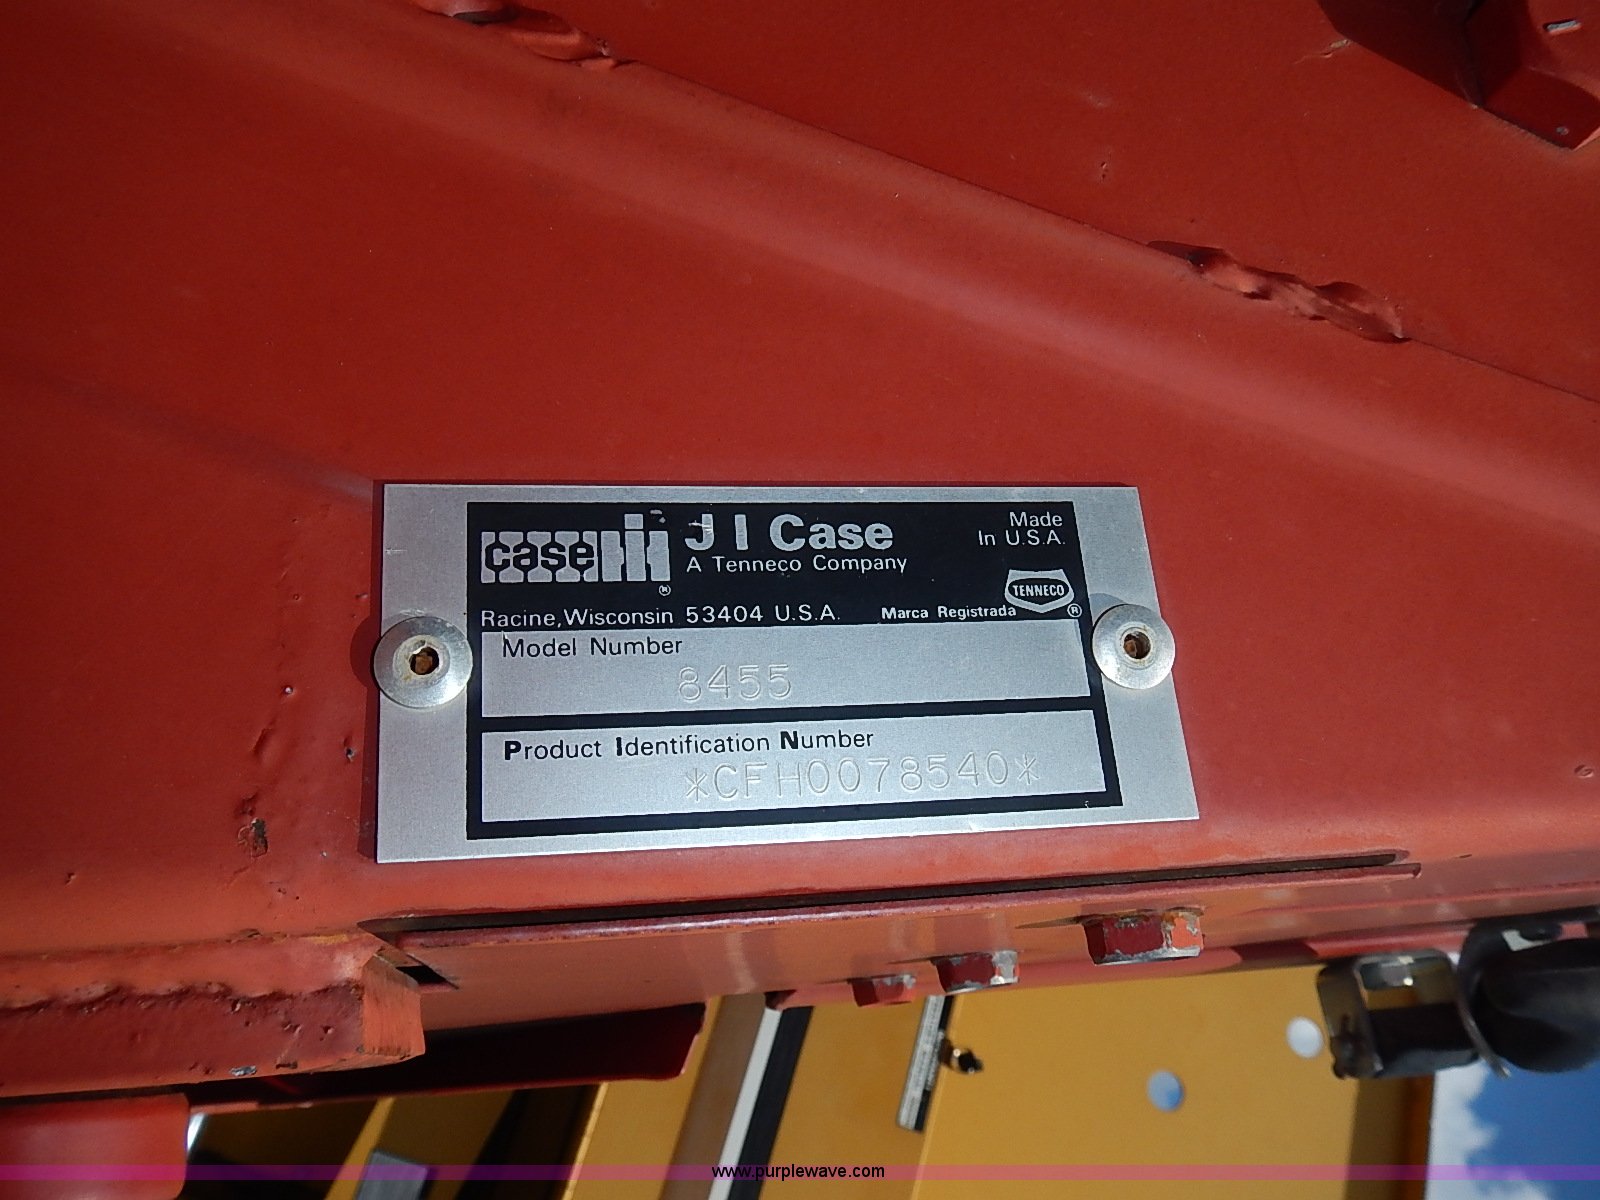 case IH
®
J I Case
A Tenneco Company
Made
In U.S.A.
TENNECO
®
Racine, Wisconsin 53404 U.S.A.
Marca Registrada
Model Number
8455
Product Identification Number
*CFH0078540*
www.purplewave.com